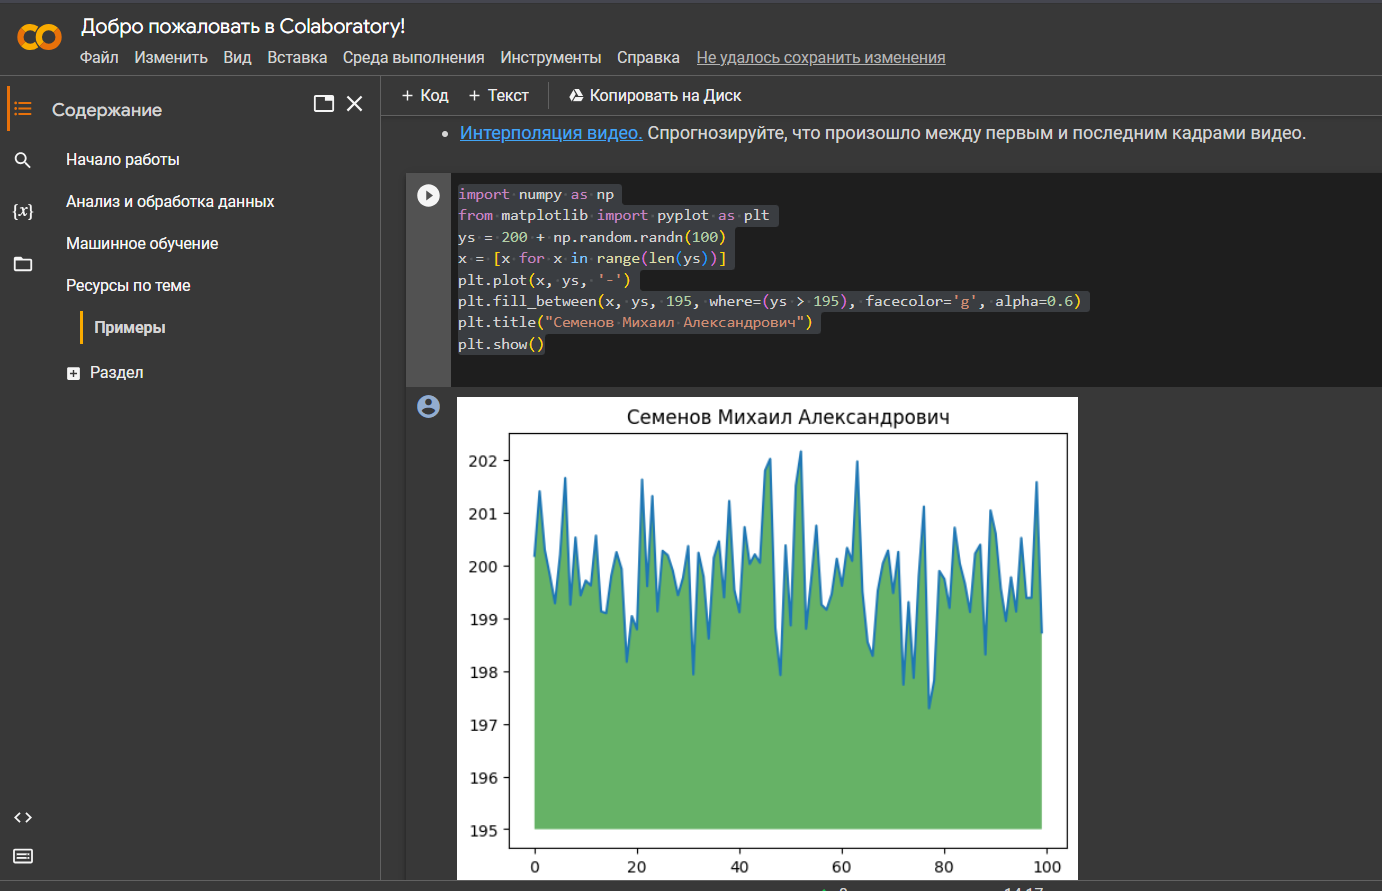 Добро пожаловать в Colaboratory!
Файл Изменить Вид Вставка Среда выполнения Инструменты Справка Не удалось сохранить изменения
Содержание
Начало работы
Анализ и обработка данных
Машинное обучение
Ресурсы по теме
Примеры
Раздел
+ Код + Текст Копировать на Диск
Интерполяция видео. Спрогнозируйте, что произошло между первым и последним кадрами видео.
import numpy as np
from matplotlib import pyplot as plt
ys = 200 + np.random.randn(100)
x = [x for x in range(len(ys))]
plt.plot(x, ys, '-')
plt.fill_between(x, ys, 195, where=(ys > 195), facecolor='g', alpha=0.6)
plt.title("Семенов Михаил Александрович")
plt.show()
Семенов Михаил Александрович
202
201
200
199
198
197
196
195
0 20 40 60 80 100